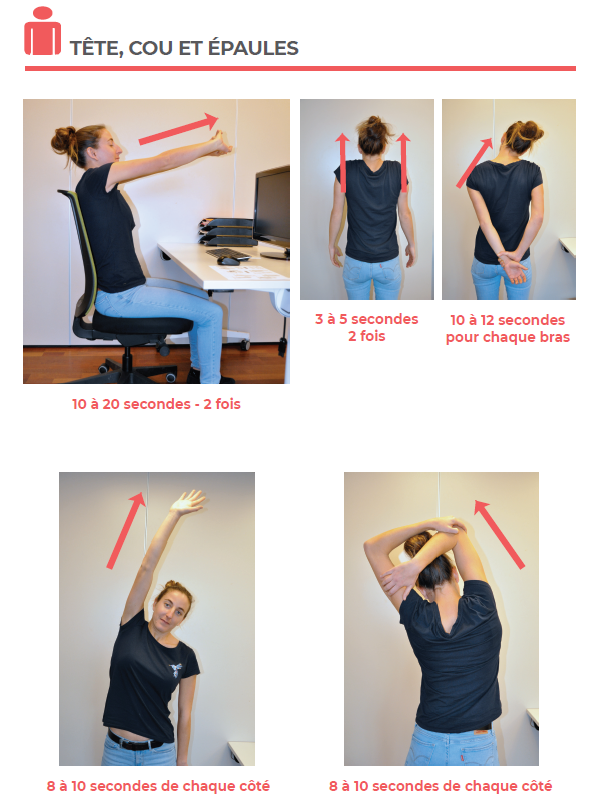 TÊTE, COU ET ÉPAULES
3 à 5 secondes
2 fois
10 à 12 secondes
pour chaque bras
10 à 20 secondes - 2 fois
8 à 10 secondes de chaque côté
8 à 10 secondes de chaque côté